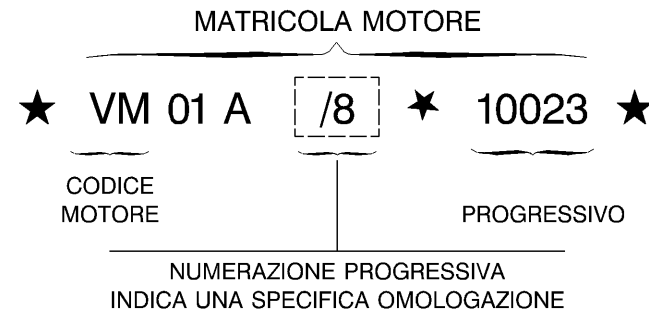 MATRICOLA MOTORE
★ VM 01 A /8 ★ 10023 ★
CODICE
MOTORE
PROGRESSIVO
NUMERAZIONE PROGRESSIVA
INDICA UNA SPECIFICA OMOLOGAZIONE